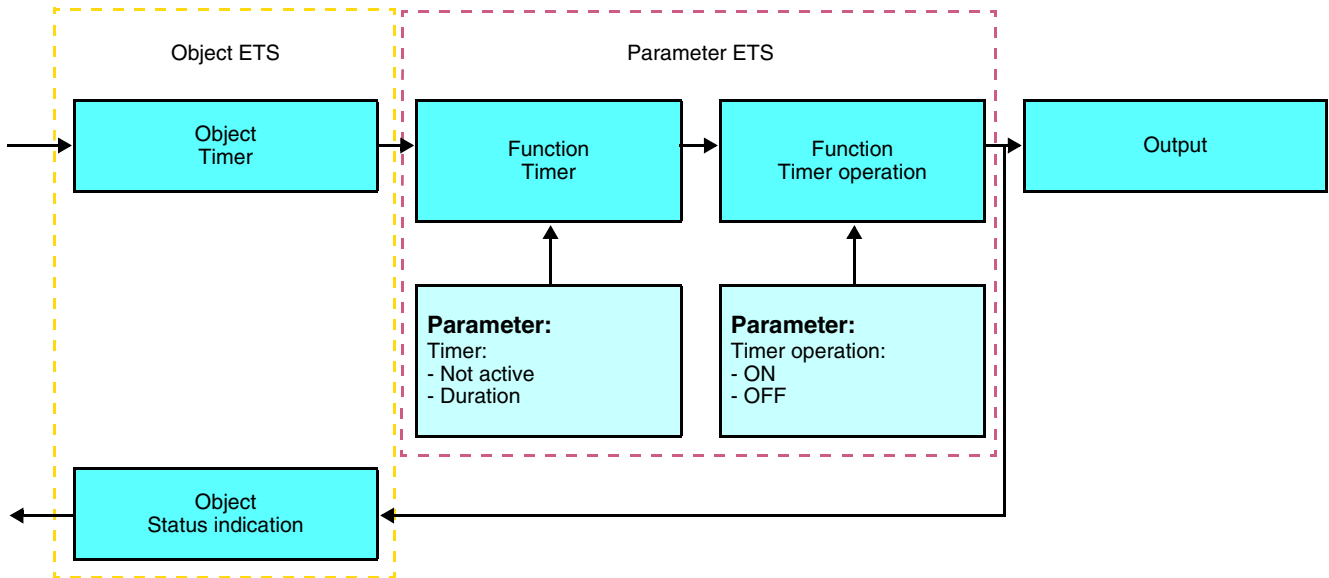 Object ETS
Parameter ETS
Object
Timer
Function
Timer
Function
Timer operation
Output
Parameter:
Timer:
- Not active
- Duration
Parameter:
Timer operation:
- ON
- OFF
Object
Status indication